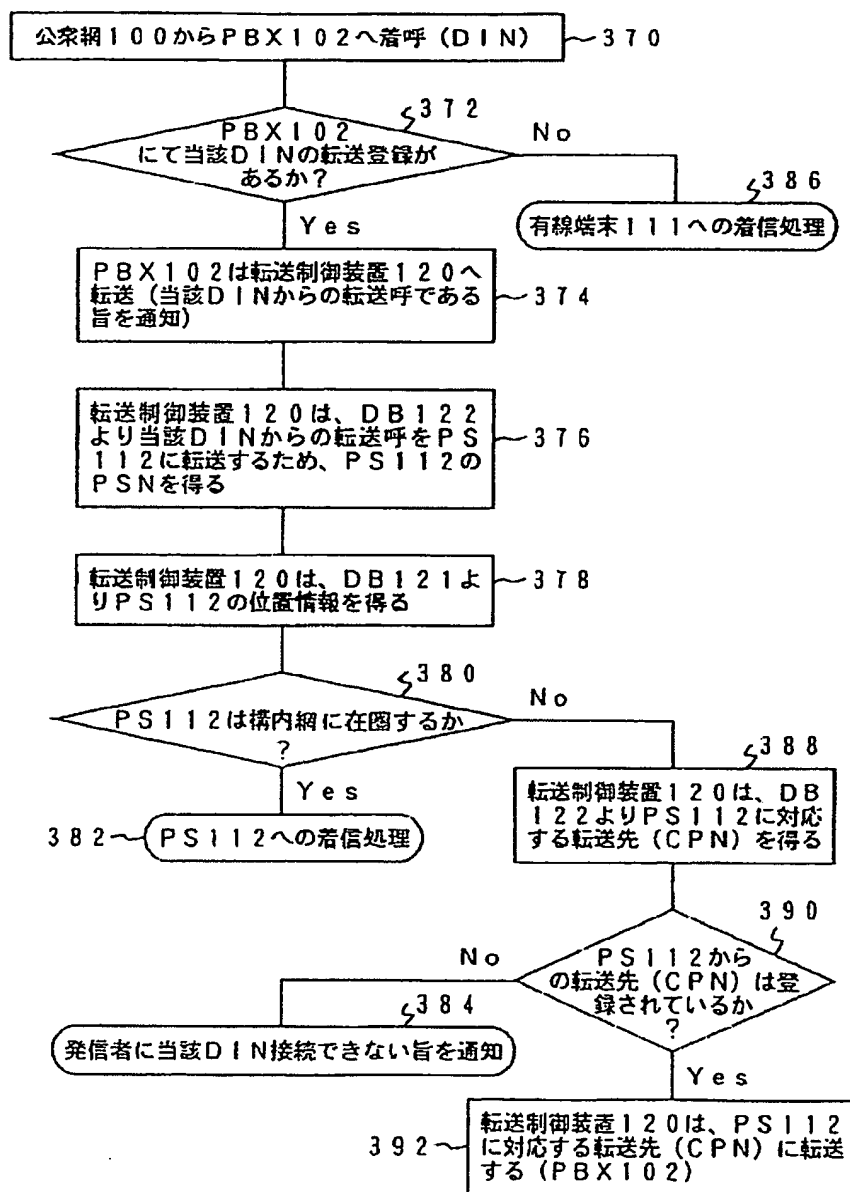 公衆網100からPBX102へ着呼(DIN)
370
372
PBX102
にて当該DINの転送登録が
あるか?
No
386
有線端末111への着信処理
Yes
PBX102は転送制御装置120へ
転送(当該DINからの転送呼である
旨を通知)
374
転送制御装置120は、DB122
より当該DINからの転送呼をPS
112に転送するため、PS112の
PSNを得る
376
転送制御装置120は、DB121よ
りPS112の位置情報を得る
378
380
PS112は構内網に在圏するか
?
No
Yes
382
PS112への着信処理
388
転送制御装置120は、DB
122よりPS112に対応
する転送先(CPN)を得る
390
PS112から
の転送先(CPN)は登
録されているか
?
No
384
発信者に当該DIN接続できない旨を通知
Yes
392
転送制御装置120は、PS112
に対応する転送先(CPN)に転送
する(PBX102)